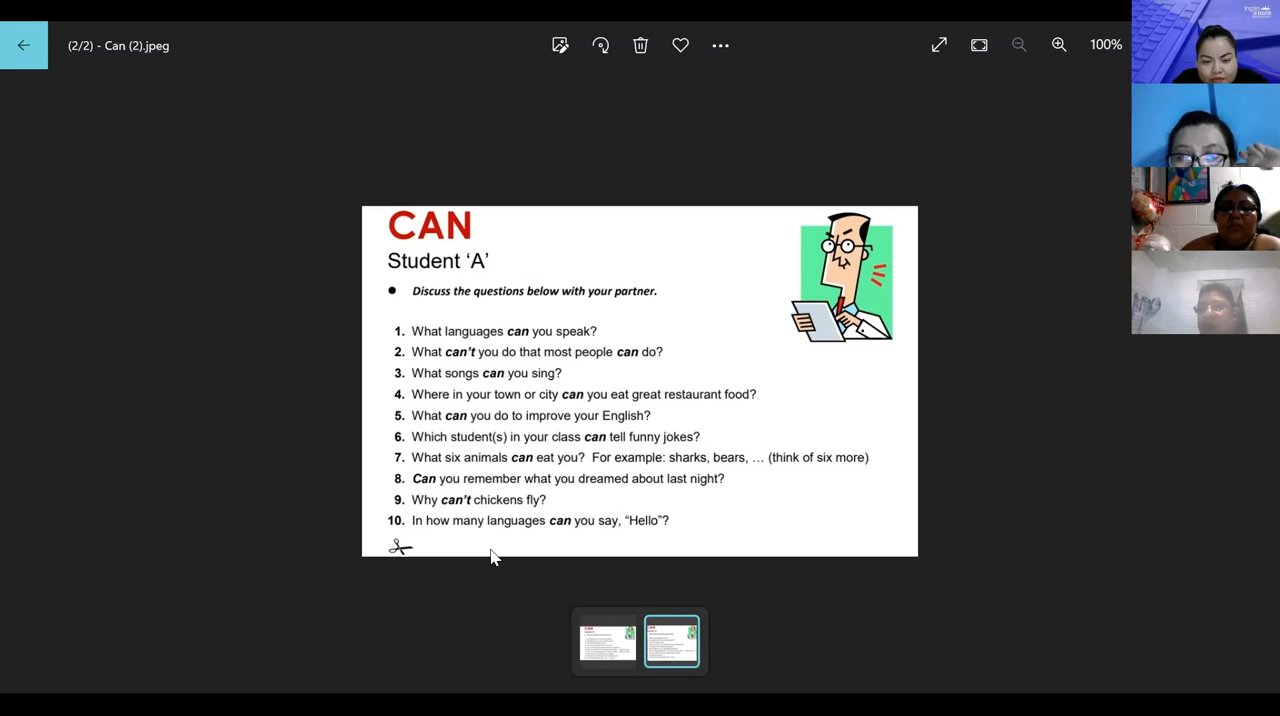 (2/2) - Can (2).jpeg
100%
CAN
Student ‘A’
● Discuss the questions below with your partner.
1. What languages can you speak?
2. What can’t you do that most people can do?
3. What songs can you sing?
4. Where in your town or city can you eat great restaurant food?
5. What can you do to improve your English?
6. Which student(s) in your class can tell funny jokes?
7. What six animals can eat you? For example: sharks, bears, … (think of six more)
8. Can you remember what you dreamed about last night?
9. Why can’t chickens fly?
10. In how many languages can you say, “Hello”?